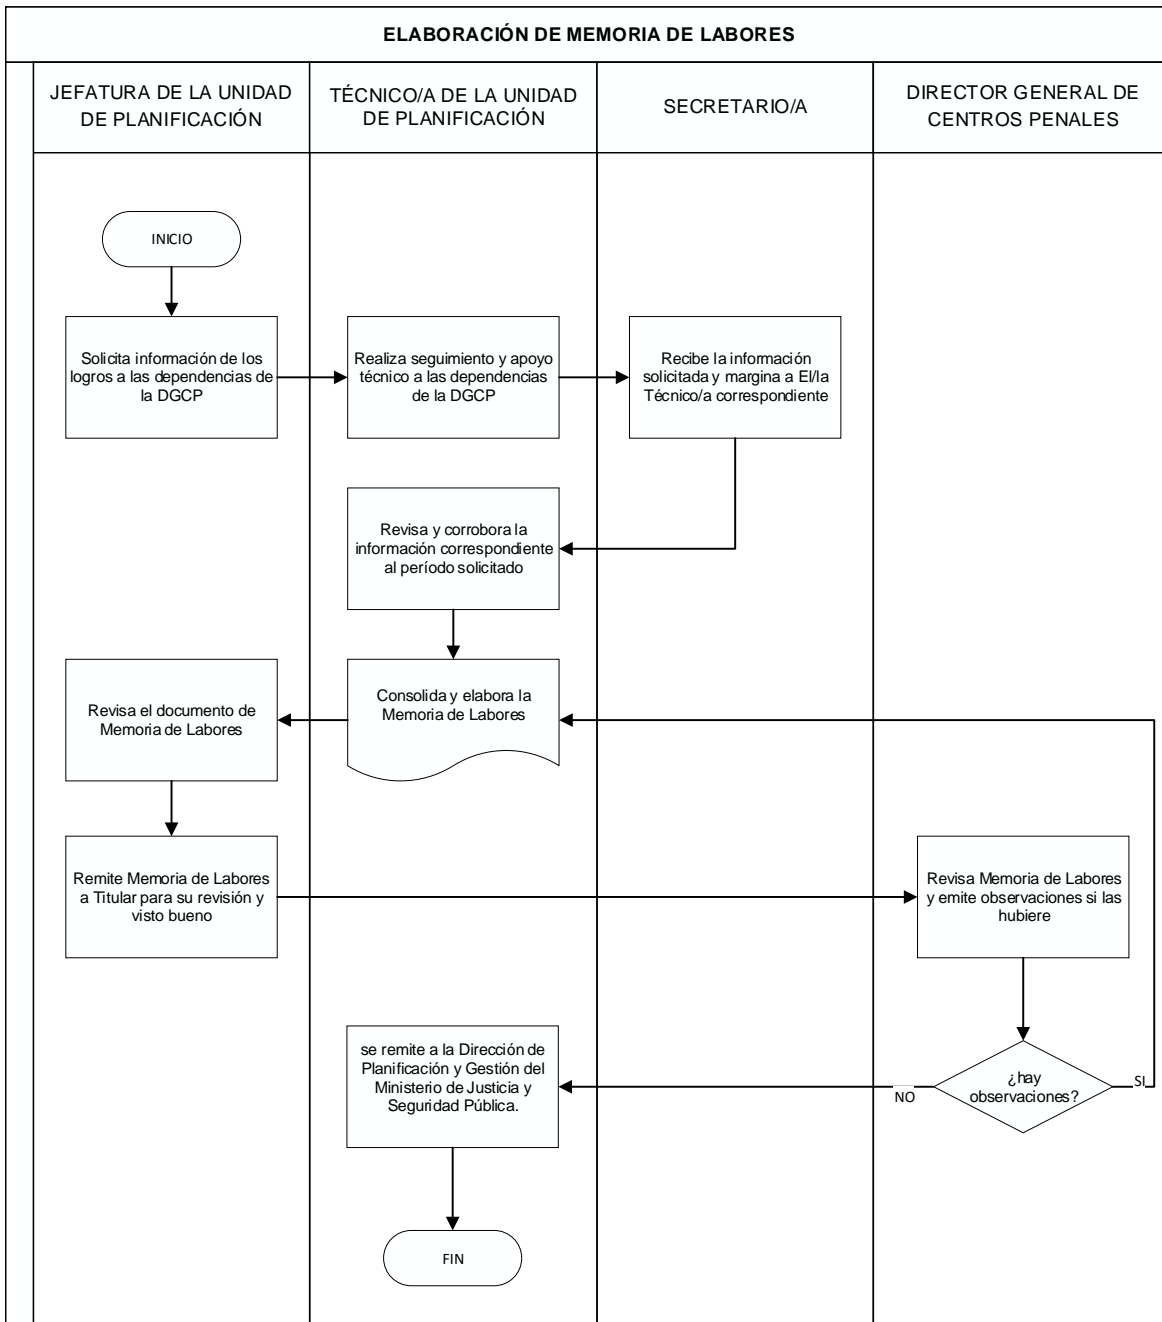 ELABORACIÓN DE MEMORIA DE LABORES
JEFATURA DE LA UNIDAD
DE PLANIFICACIÓN
TÉCNICO/A DE LA UNIDAD
DE PLANIFICACIÓN
SECRETARIO/A
DIRECTOR GENERAL DE
CENTROS PENALES
INICIO
Solicita información de los
logros a las dependencias de
la DGCP
Realiza seguimiento y apoyo
técnico a las dependencias
de la DGCP
Recibe la información
solicitada y margina a El/la
Técnico/a correspondiente
Revisa y corrobora la
información correspondiente
al período solicitado
Consolida y elabora la
Memoria de Labores
Revisa el documento de
Memoria de Labores
Remite Memoria de Labores
a Titular para su revisión y
visto bueno
Revisa Memoria de Labores
y emite observaciones si las
hubiere
¿hay
observaciones?
SI
NO
se remite a la Dirección de
Planificación y Gestión del
Ministerio de Justicia y
Seguridad Pública.
FIN